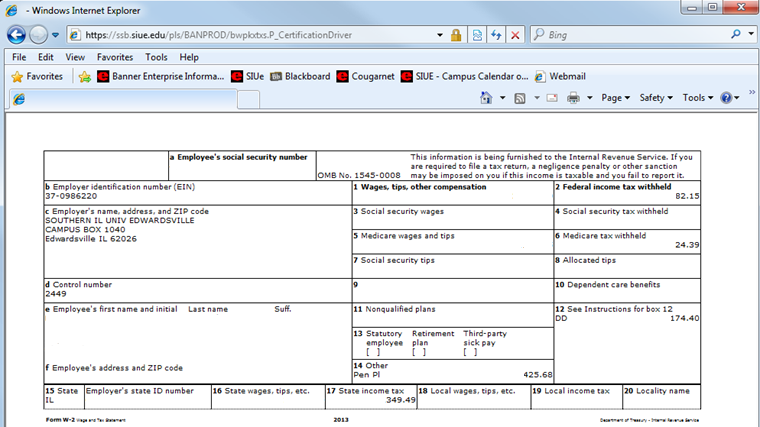 - Windows Internet Explorer
https://ssb.siue.edu/pls/BANPROD/bwpkxtxs.P_CertificationDriver
Bing
File Edit View Favorites Tools Help
Favorites Banner Enterprise Informa... SIUe Blackboard Cougarnet SIUE - Campus Calendar o... Webmail
Page Safety Tools
a Employee's social security number
OMB No. 1545-0008
This information is being furnished to the Internal Revenue Service. If you
are required to file a tax return, a negligence penalty or other sanction
may be imposed on you if this income is taxable and you fail to report it.
b Employer identification number (EIN)
37-0986220
1 Wages, tips, other compensation
2 Federal income tax withheld
82.15
c Employer's name, address, and ZIP code
SOUTHERN IL UNIV EDWARDSVILLE
CAMPUS BOX 1040
Edwardsville IL 62026
3 Social security wages
4 Social security tax withheld
5 Medicare wages and tips
6 Medicare tax withheld
24.39
7 Social security tips
8 Allocated tips
d Control number
2449
9
10 Dependent care benefits
e Employee's first name and initial Last name Suff.
11 Nonqualified plans
12 See Instructions for box 12
DD 174.40
13 Statutory Retirement Third-party
employee plan sick pay
[ ] [ ] [ ]
f Employee's address and ZIP code
14 Other
Pen Pl 425.68
15 State Employer's state ID number 16 State wages, tips, etc. 17 State income tax 18 Local wages, tips, etc. 19 Local income tax 20 Locality name
IL 349.49
Form W-2 Wage and Tax Statement 2013 Department of Treasury - Internal Revenue Service